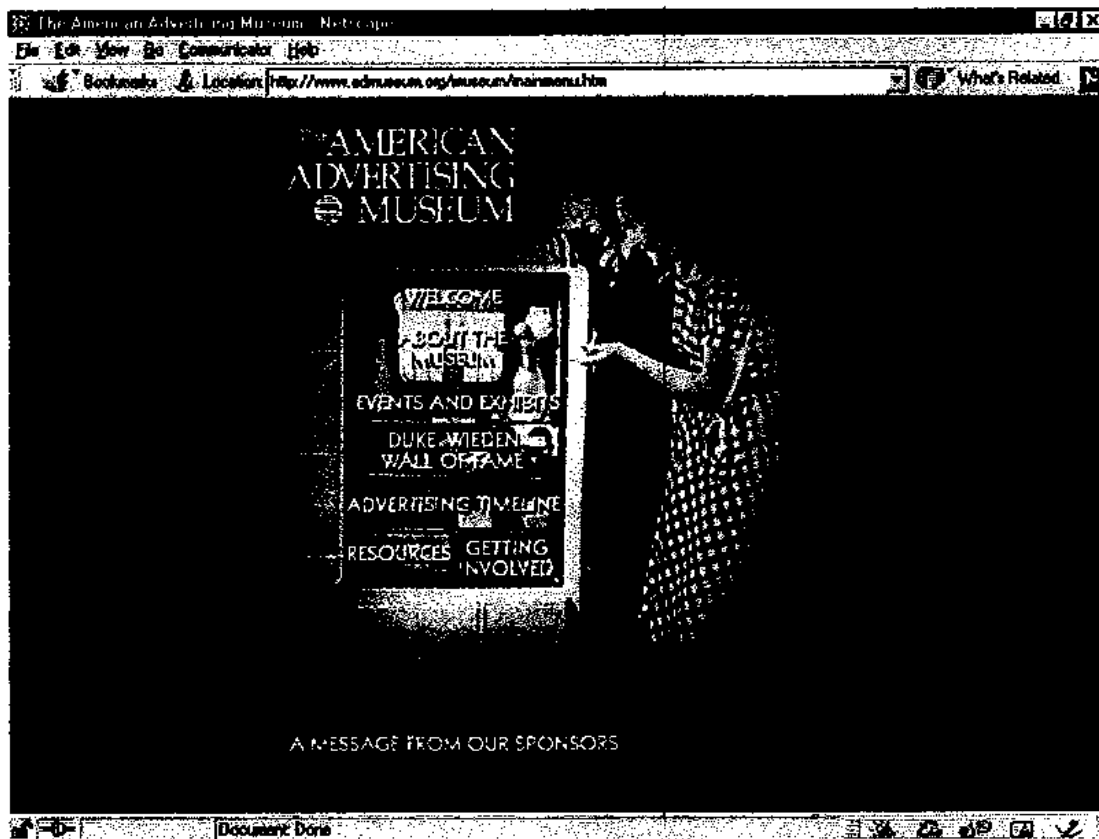 The American Advertising Museum - Netscape
File Edit View Go Communicator Help
Bookmarks Location: http://www.admuseum.org/museum/mainmenu.htm What's Related
The AMERICAN
ADVERTISING
MUSEUM
WELCOME
ABOUT THE
MUSEUM
EVENTS AND EXHIBITS
DUKE-WIEDEN
WALL OF FAME
ADVERTISING TIMELINE
RESOURCES
GETTING
INVOLVED
A MESSAGE FROM OUR SPONSORS
Document: Done